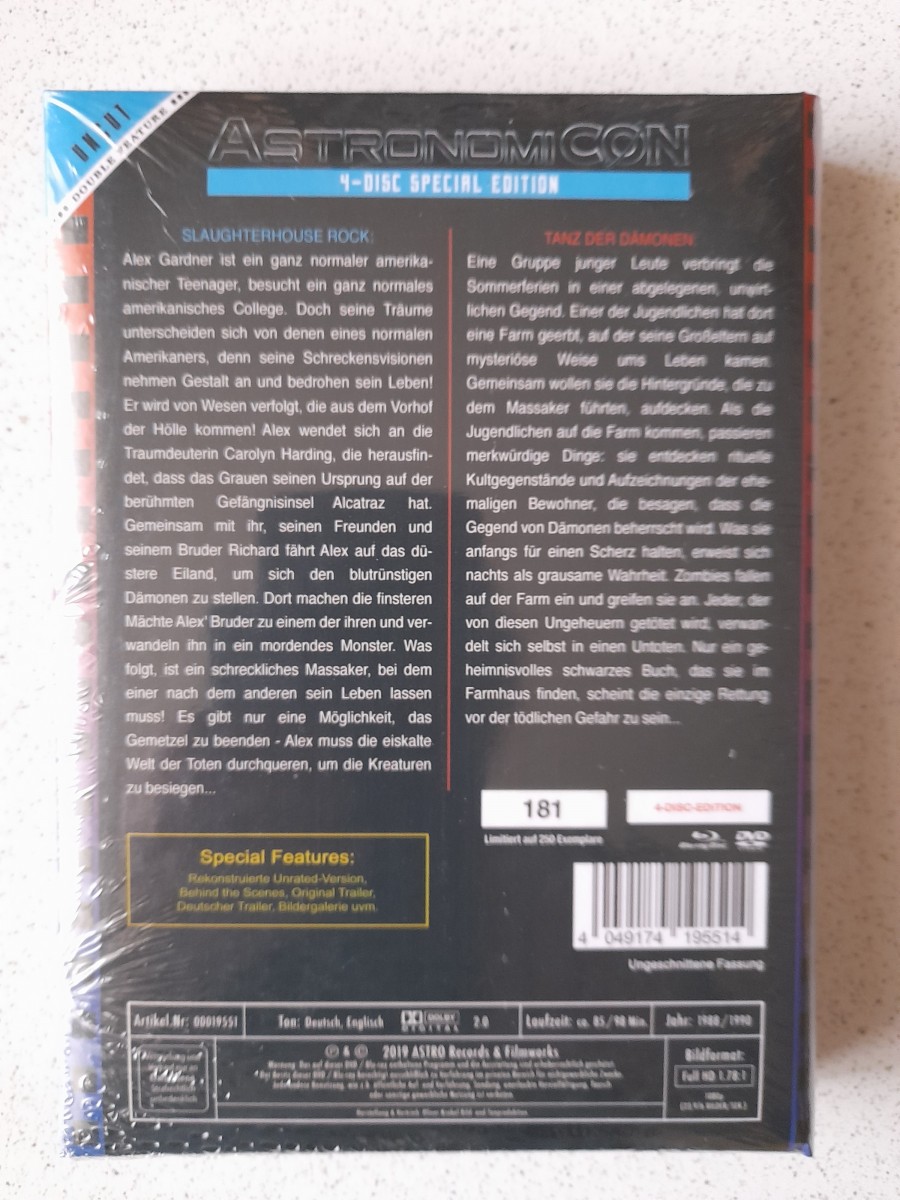 UNCUT
DOUBLE FEATURE
ASTRONOMICON
4-DISC SPECIAL EDITION
SLAUGHTERHOUSE ROCK:
Alex Gardner ist ein ganz normaler amerika-
nischer Teenager, besucht ein ganz normales
amerikanisches College. Doch seine Träume
unterscheiden sich von denen eines normalen
Amerikaners, denn seine Schreckensvisionen
nehmen Gestalt an und bedrohen sein Leben!
Er wird von Wesen verfolgt, die aus dem Vorhof
der Hölle kommen! Alex wendet sich an die
Traumdeuterin Carolyn Harding, die herausfin-
det, dass das Grauen seinen Ursprung auf der
berühmten Gefängnisinsel Alcatraz hat.
Gemeinsam mit ihr, seinen Freunden und
seinem Bruder Richard fährt Alex auf das dü-
stere Eiland, um sich den blutrünstigen
Dämonen zu stellen. Dort machen die finsteren
Mächte Alex' Bruder zu einem der ihren und ver-
wandeln ihn in ein mordendes Monster. Was
folgt, ist ein schreckliches Massaker, bei dem
einer nach dem anderen sein Leben lassen
muss! Es gibt nur eine Möglichkeit, das
Gemetzel zu beenden - Alex muss die eiskalte
Welt der Toten durchqueren, um die Kreaturen
zu besiegen...
TANZ DER DÄMONEN:
Eine Gruppe junger Leute verbringt die
Sommerferien in einer abgelegenen, unwirt-
lichen Gegend. Einer der Jugendlichen hat dort
eine Farm geerbt, auf der seine Großeltern auf
mysteriöse Weise ums Leben kamen.
Gemeinsam wollen sie die Hintergründe, die zu
dem Massaker führten, aufdecken. Als die
Jugendlichen auf die Farm kommen, passieren
merkwürdige Dinge: sie entdecken rituelle
Kultgegenstände und Aufzeichnungen der ehe-
maligen Bewohner, die besagen, dass die
Gegend von Dämonen beherrscht wird. Was sie
anfangs für einen Scherz halten, erweist sich
nachts als grausame Wahrheit. Zombies fallen
auf der Farm ein und greifen sie an. Jeder, der
von diesen Ungeheuern getötet wird, verwan-
delt sich selbst in einen Untoten. Nur ein ge-
heimnisvolles schwarzes Buch, das sie im
Farmhaus finden, scheint die einzige Rettung
vor der tödlichen Gefahr zu sein...
181
4-DISC-EDITION
Limitiert auf 250 Exemplare
Blu-ray Disc DVD
Special Features:
Rekonstruierte Unrated-Version,
Behind the Scenes, Original Trailer,
Deutscher Trailer, Bildergalerie uvm.
4 049174 195514
Ungeschnittene Fassung
Artikel.Nr: 00019551
Ton: Deutsch, Englisch
DOLBY DIGITAL 2.0
Laufzeit: ca. 85/90 Min.
Jahr: 1988/1990
℗ & © 2019 ASTRO Records & Filmworks
Bildformat:
Full HD 1.78:1
1080p